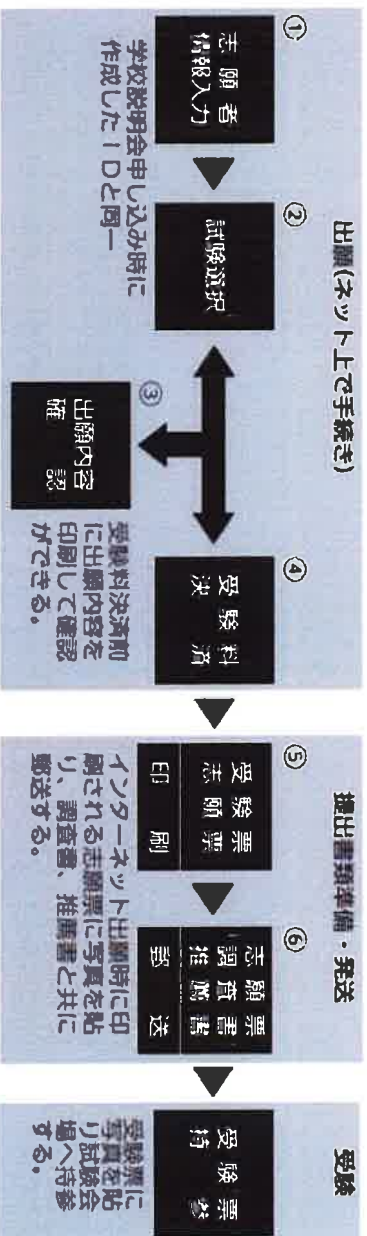 出願(ネット上で手続き)
①
志願者
情報入力
学校説明会申し込み時に
作成したIDと同一
②
試験選択
③
出願内容
確認
受験料決済前
に出願内容を
印刷して確認
ができる。
④
受験料
決済
提出書類準備・発送
⑤
受験票
志願票
印刷
⑥
志願票
調査書
推薦書
郵送
インターネット出願時に印
刷される志願票に写真を貼
り、調査書、推薦書と共に
郵送する。
受験
受験票
持参
受験票に
写真を貼
り試験会
場へ持参
する。